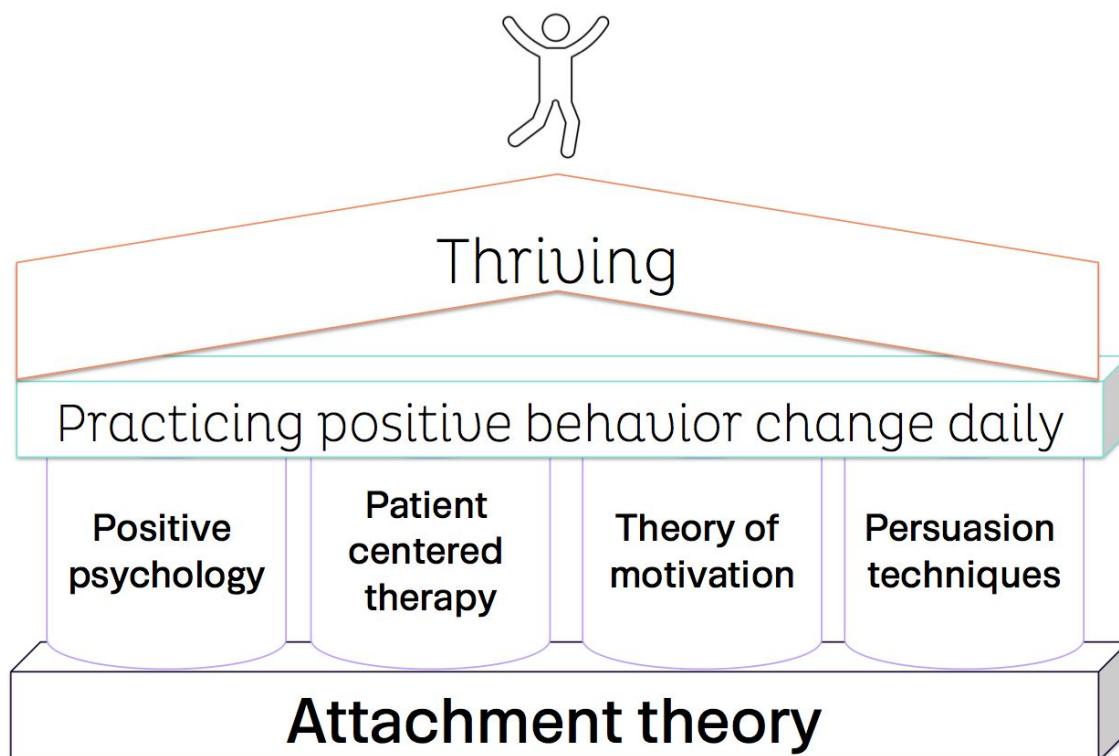 Thriving
Practicing positive behavior change daily
Positive
psychology
Patient
centered
therapy
Theory of
motivation
Persuasion
techniques
Attachment theory